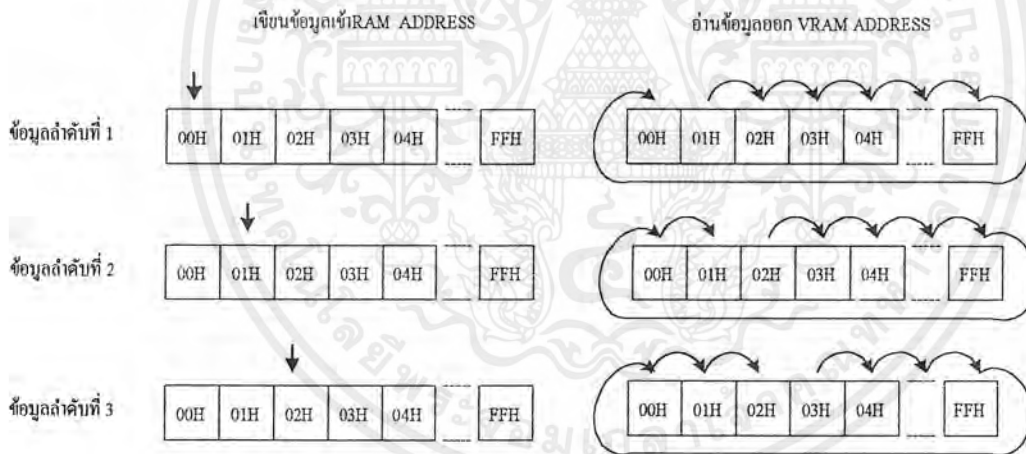 เขียนข้อมูลเข้าRAM ADDRESS
อ่านข้อมูลออก VRAM ADDRESS
ข้อมูลลำดับที่ 1
00H 01H 02H 03H 04H FFH
00H 01H 02H 03H 04H FFH
ข้อมูลลำดับที่ 2
00H 01H 02H 03H 04H FFH
00H 01H 02H 03H 04H FFH
ข้อมูลลำดับที่ 3
00H 01H 02H 03H 04H FFH
00H 01H 02H 03H 04H FFH